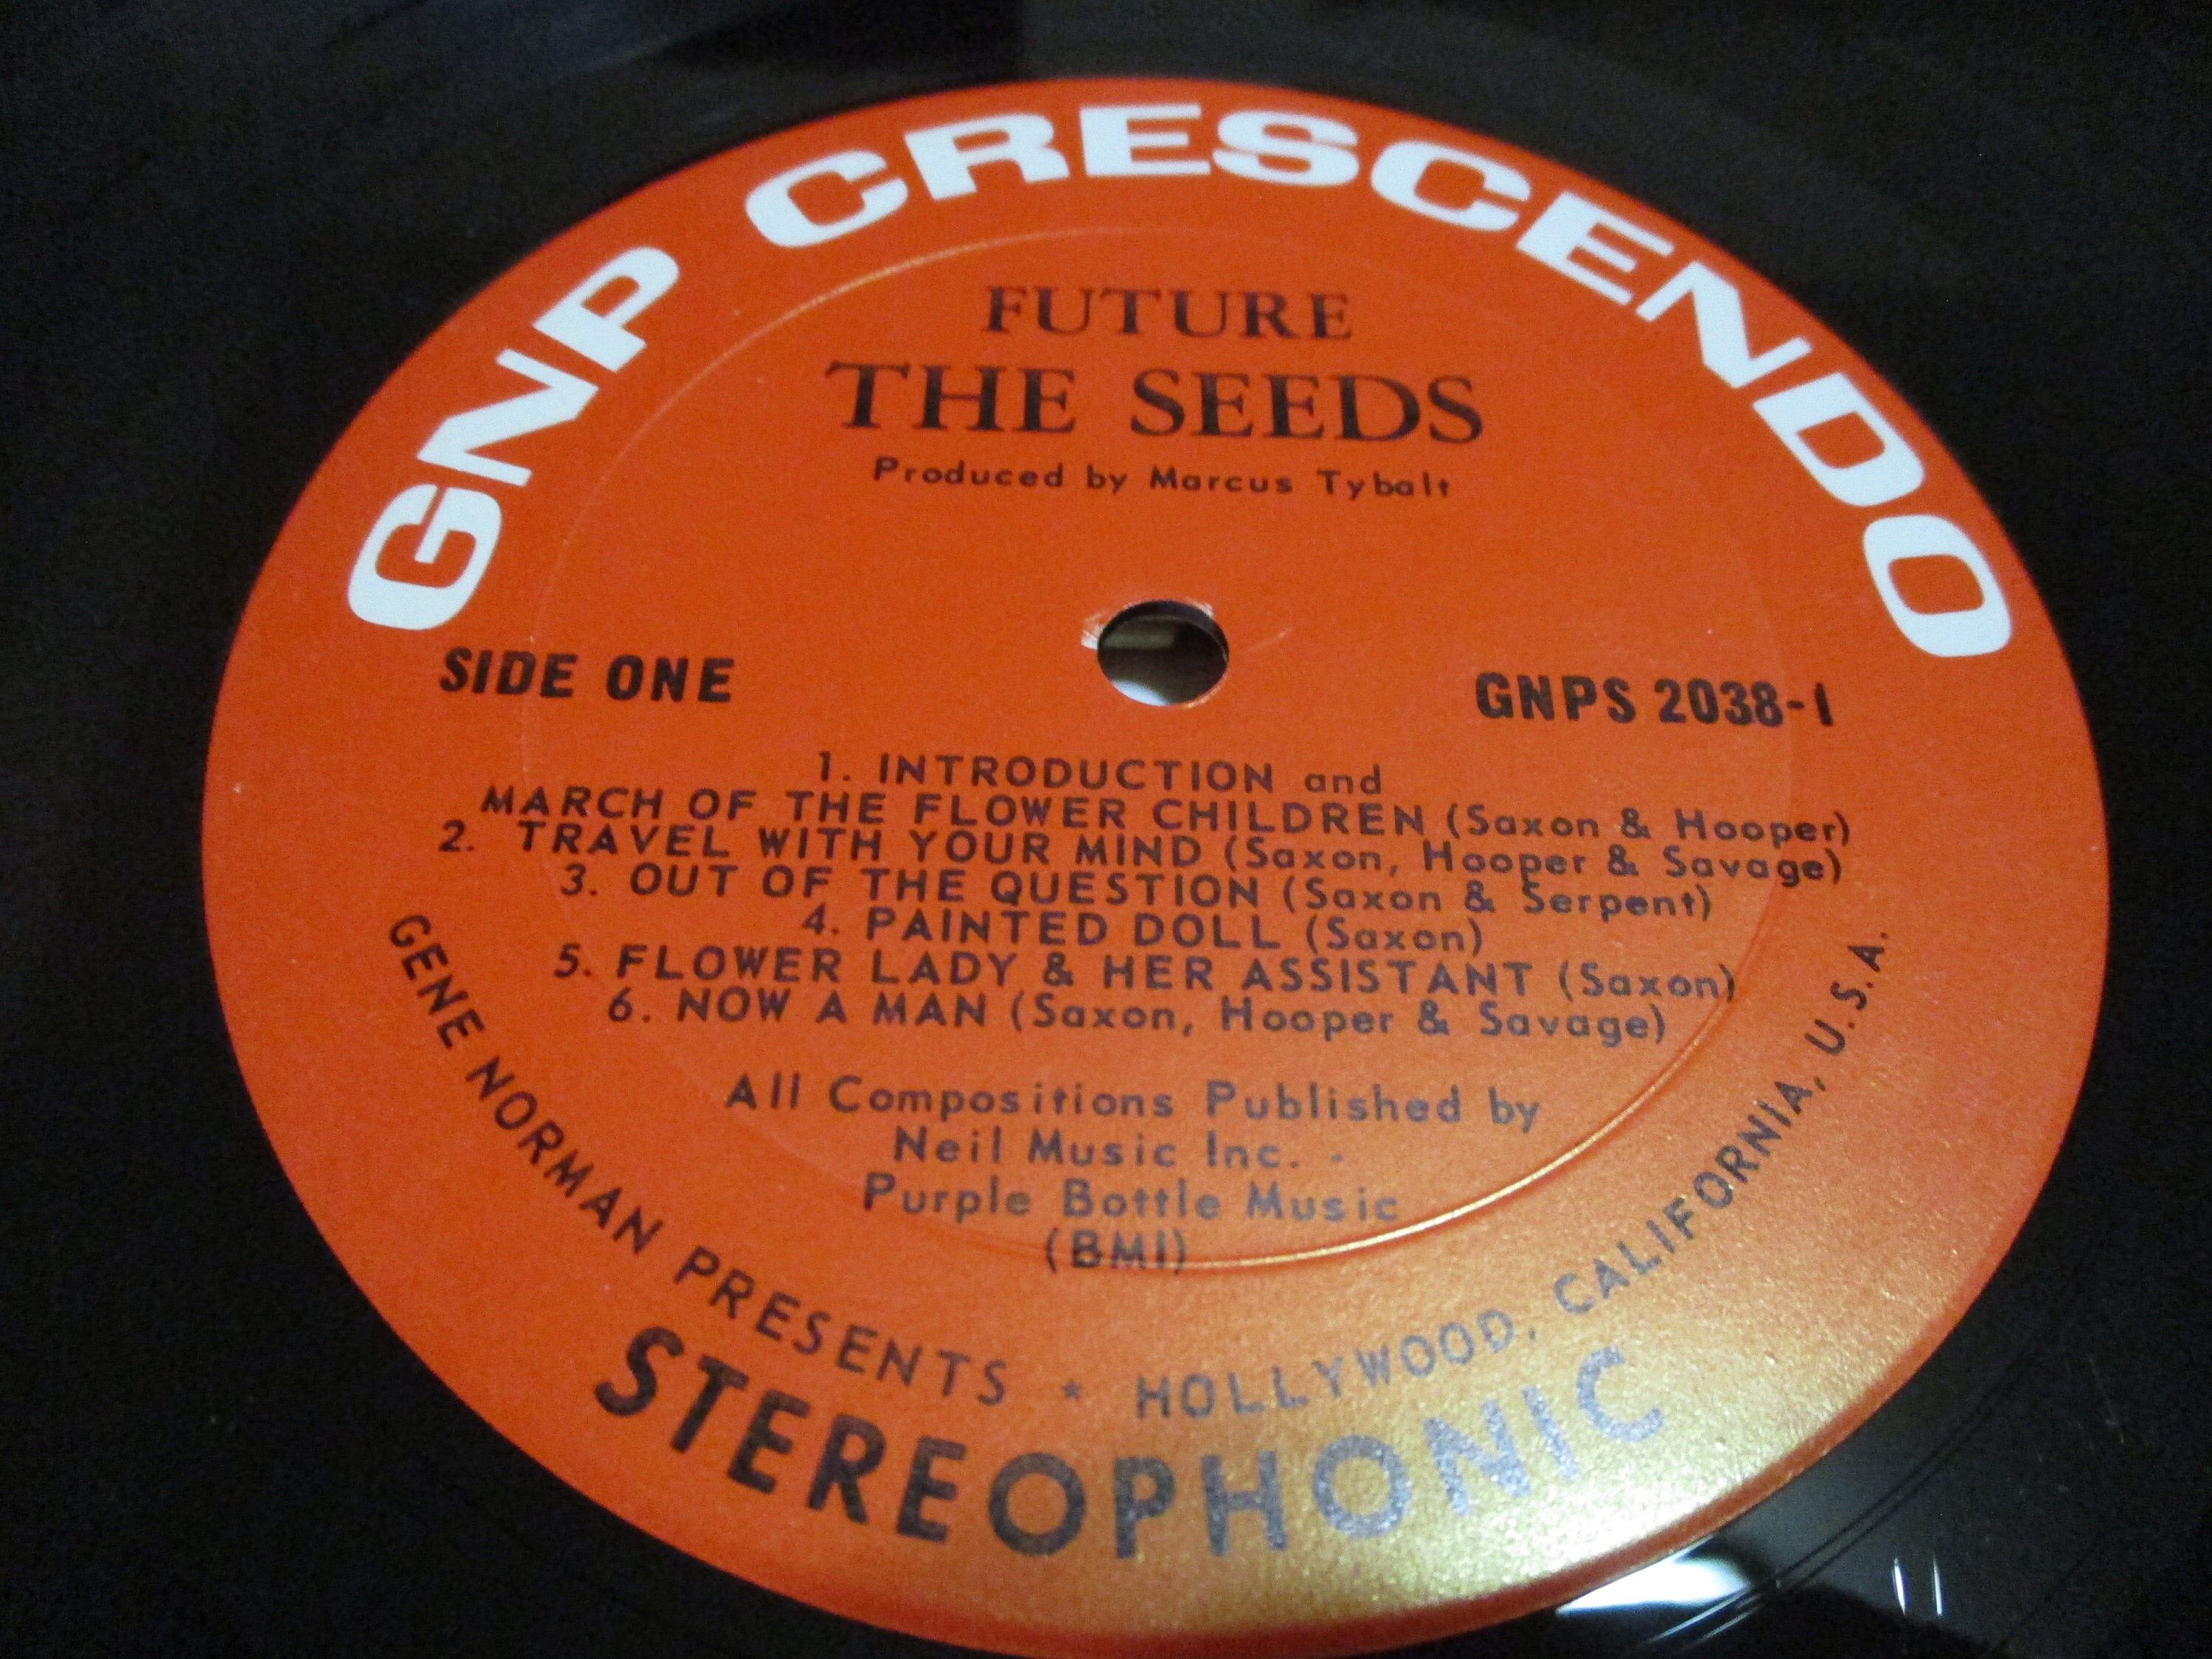 GNP CRESCENDO
FUTURE
THE SEEDS
Produced by Marcus Tybalt
SIDE ONE
GNPS 2038-1
1. INTRODUCTION and
MARCH OF THE FLOWER CHILDREN (Saxon & Hooper)
2. TRAVEL WITH YOUR MIND (Saxon, Hooper & Savage)
3. OUT OF THE QUESTION (Saxon & Serpent)
4. PAINTED DOLL (Saxon)
5. FLOWER LADY & HER ASSISTANT (Saxon)
6. NOW A MAN (Saxon, Hooper & Savage)
All Compositions Published by
Neil Music Inc. -
Purple Bottle Music
(BMI)
GENE NORMAN PRESENTS * HOLLYWOOD, CALIFORNIA, U.S.A.
STEREOPHONIC